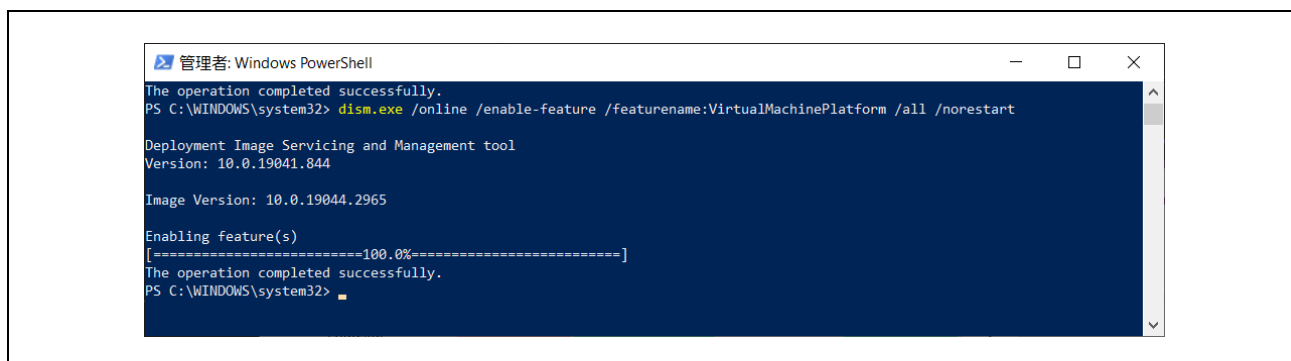 管理者: Windows PowerShell
The operation completed successfully.
PS C:\WINDOWS\system32> dism.exe /online /enable-feature /featurename:VirtualMachinePlatform /all /norestart
Deployment Image Servicing and Management tool
Version: 10.0.19041.844
Image Version: 10.0.19044.2965
Enabling feature(s)
[==========================100.0%==========================]
The operation completed successfully.
PS C:\WINDOWS\system32>